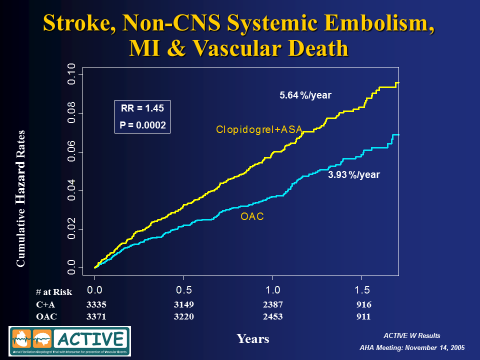 Stroke, Non-CNS Systemic Embolism,
MI & Vascular Death
Cumulative Hazard Rates
0.10
0.08
0.06
0.04
0.02
0.0
RR = 1.45
P = 0.0002
5.64 %/year
Clopidogrel+ASA
3.93 %/year
OAC
# at Risk 0.0 0.5 1.0 1.5
C+A 3335 3149 2387 916
OAC 3371 3220 2453 911
Years
ACTIVE
ACTIVE W Results
AHA Meeting: November 14, 2005